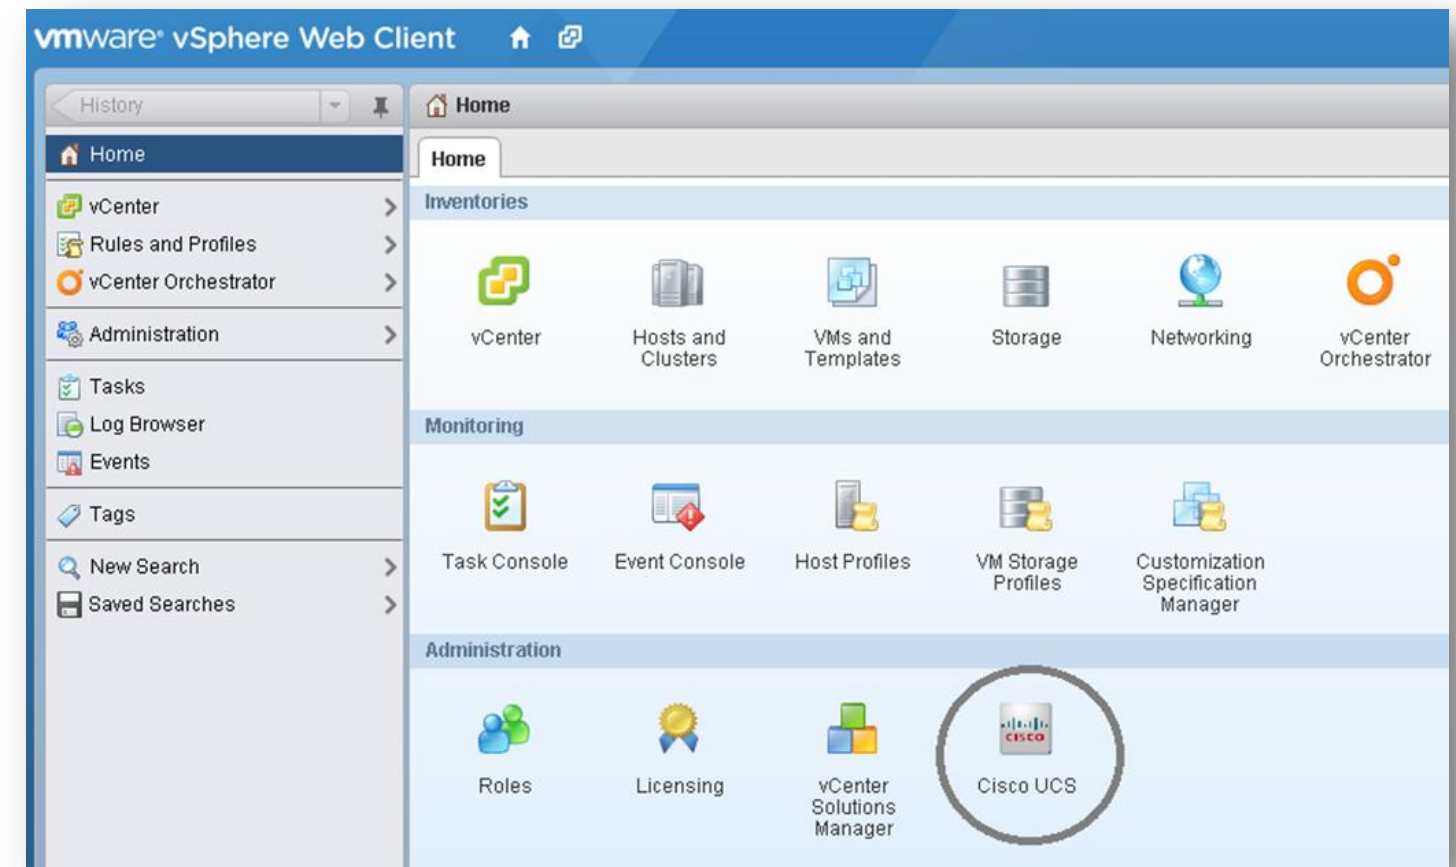 vmware vSphere Web Client
History
Home
vCenter
Rules and Profiles
vCenter Orchestrator
Administration
Tasks
Log Browser
Events
Tags
New Search
Saved Searches
Home
Home
Inventories
vCenter
Hosts and
Clusters
VMs and
Templates
Storage
Networking
vCenter
Orchestrator
Monitoring
Task Console
Event Console
Host Profiles
VM Storage
Profiles
Customization
Specification
Manager
Administration
Roles
Licensing
vCenter
Solutions
Manager
CISCO
Cisco UCS